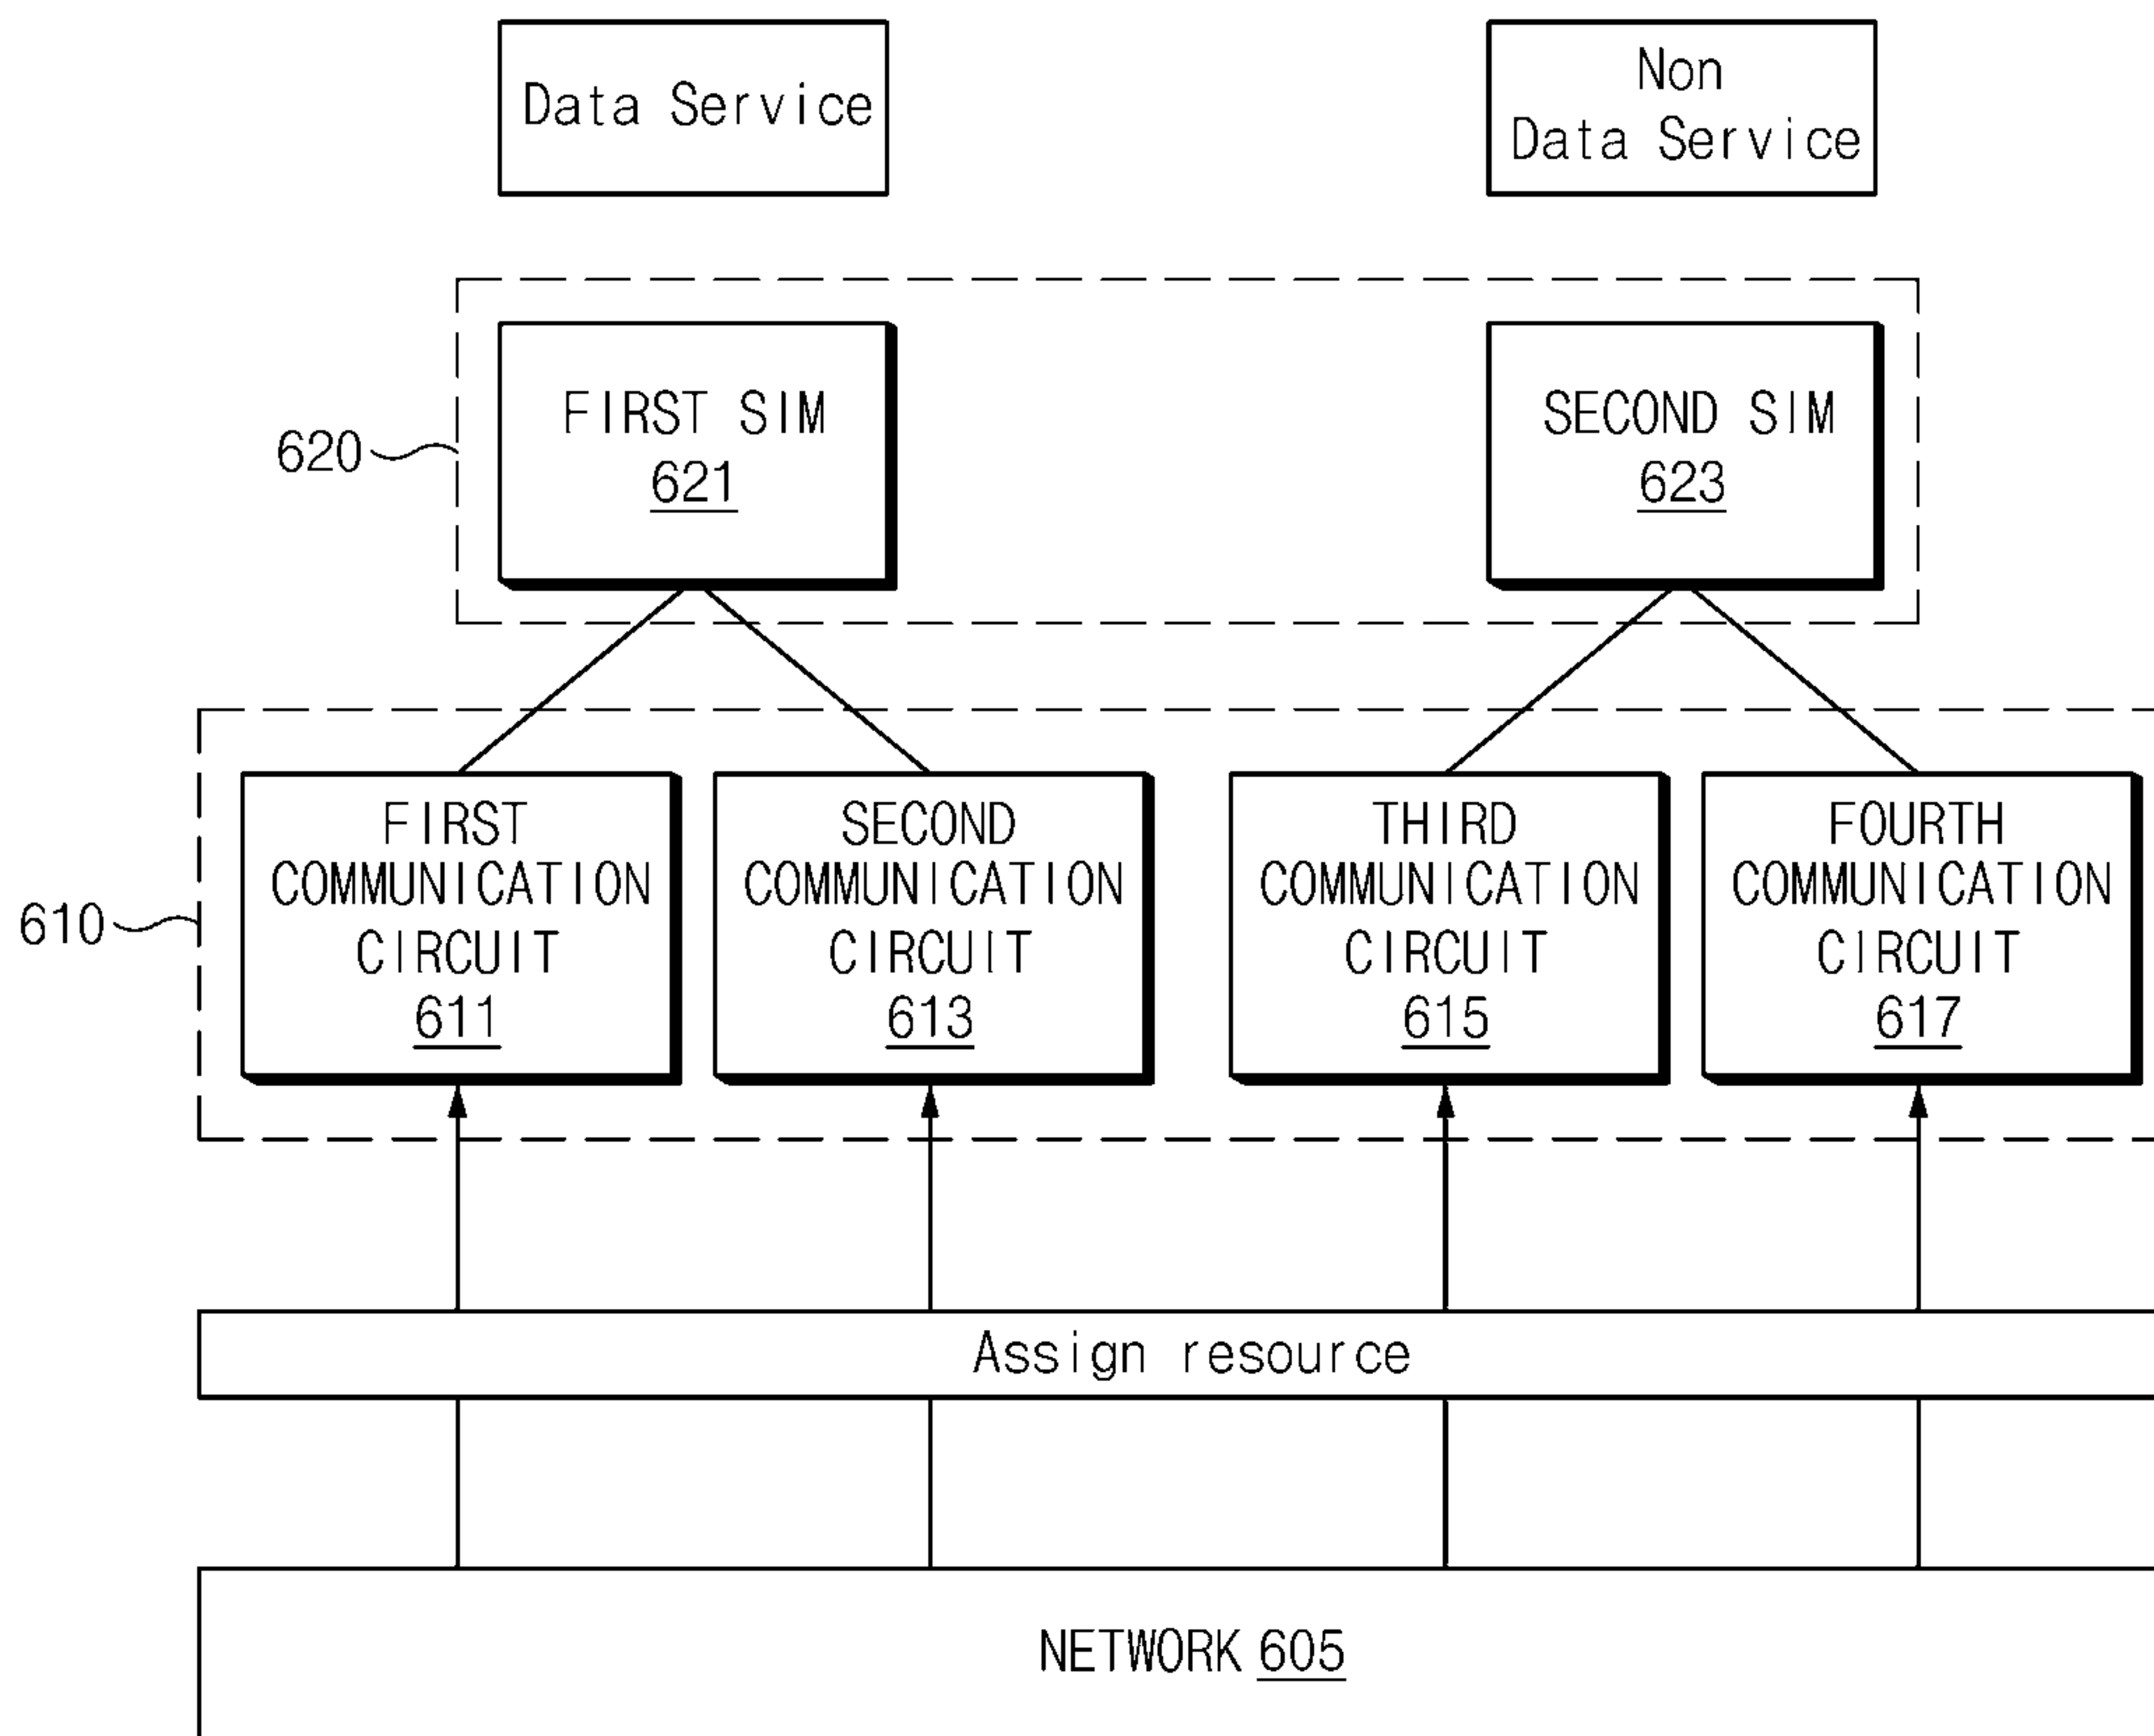 Data Service
Non
Data Service
620
FIRST SIM
621
SECOND SIM
623
610
FIRST
COMMUNICATION
CIRCUIT
611
SECOND
COMMUNICATION
CIRCUIT
613
THIRD
COMMUNICATION
CIRCUIT
615
FOURTH
COMMUNICATION
CIRCUIT
617
Assign resource
NETWORK 605